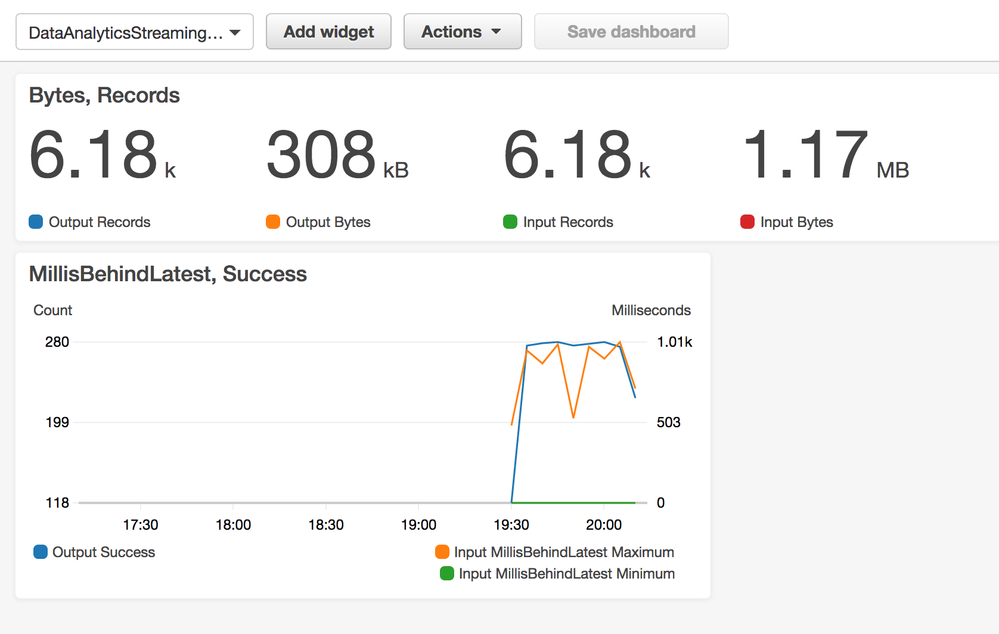 DataAnalyticsStreaming... Add widget Actions Save dashboard
Bytes, Records
6.18 k 308 kB 6.18 k 1.17 MB
Output Records Output Bytes Input Records Input Bytes
MillisBehindLatest, Success
Count Milliseconds
280 1.01k
199 503
118 0
17:30 18:00 18:30 19:00 19:30 20:00
Output Success Input MillisBehindLatest Maximum
Input MillisBehindLatest Minimum